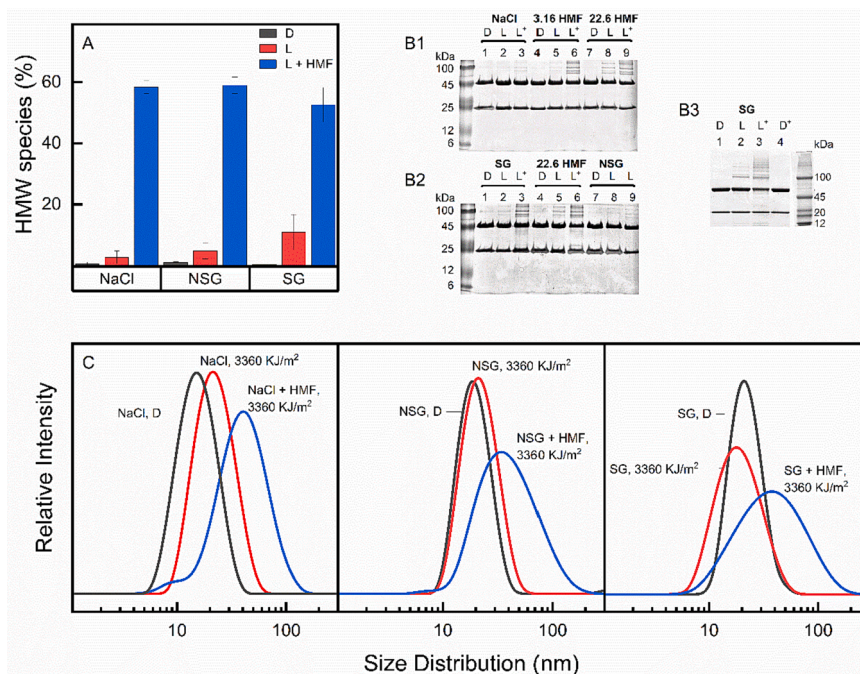 A
D
L
L + HMF
HMW species (%)
60
40
20
NaCl
NSG
SG
B1
NaCl 3.16 HMF 22.6 HMF
D L L+ D L L+ D L L+
kDa 1 2 3 4 5 6 7 8 9
100
45
25
12
6
B2
SG 22.6 HMF NSG
D L L+ D L L+ D L L
kDa 1 2 3 4 5 6 7 8 9
100
45
25
12
6
B3
SG
D L L+ D+
1 2 3 4 kDa
100
45
20
12
C
Relative Intensity
NaCl, 3360 KJ/m²
NaCl, D
NaCl + HMF,
3360 KJ/m²
NSG, 3360 KJ/m²
NSG, D
NSG + HMF,
3360 KJ/m²
SG, D
SG, 3360 KJ/m²
SG + HMF,
3360 KJ/m²
10 100 10 100 10 100
Size Distribution (nm)